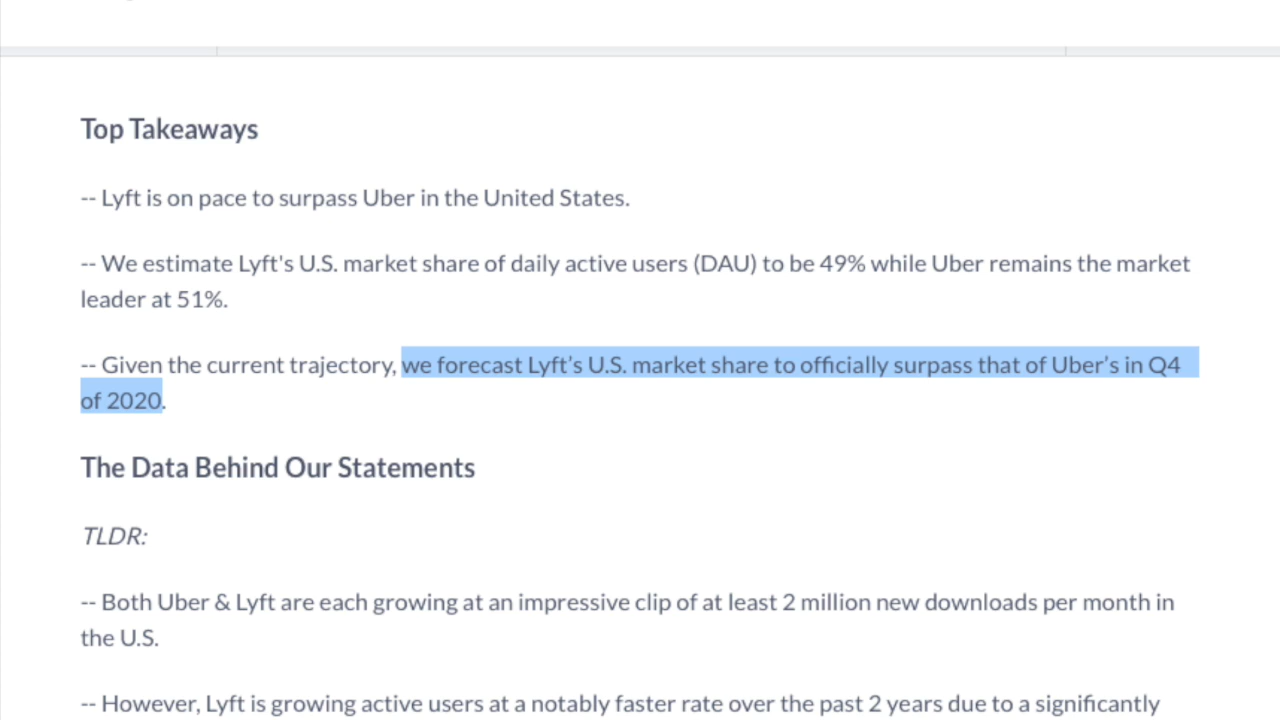 Top Takeaways
-- Lyft is on pace to surpass Uber in the United States.
-- We estimate Lyft's U.S. market share of daily active users (DAU) to be 49% while Uber remains the market
leader at 51%.
-- Given the current trajectory, we forecast Lyft’s U.S. market share to officially surpass that of Uber’s in Q4
of 2020.
The Data Behind Our Statements
TLDR:
-- Both Uber & Lyft are each growing at an impressive clip of at least 2 million new downloads per month in
the U.S.
-- However, Lyft is growing active users at a notably faster rate over the past 2 years due to a significantly